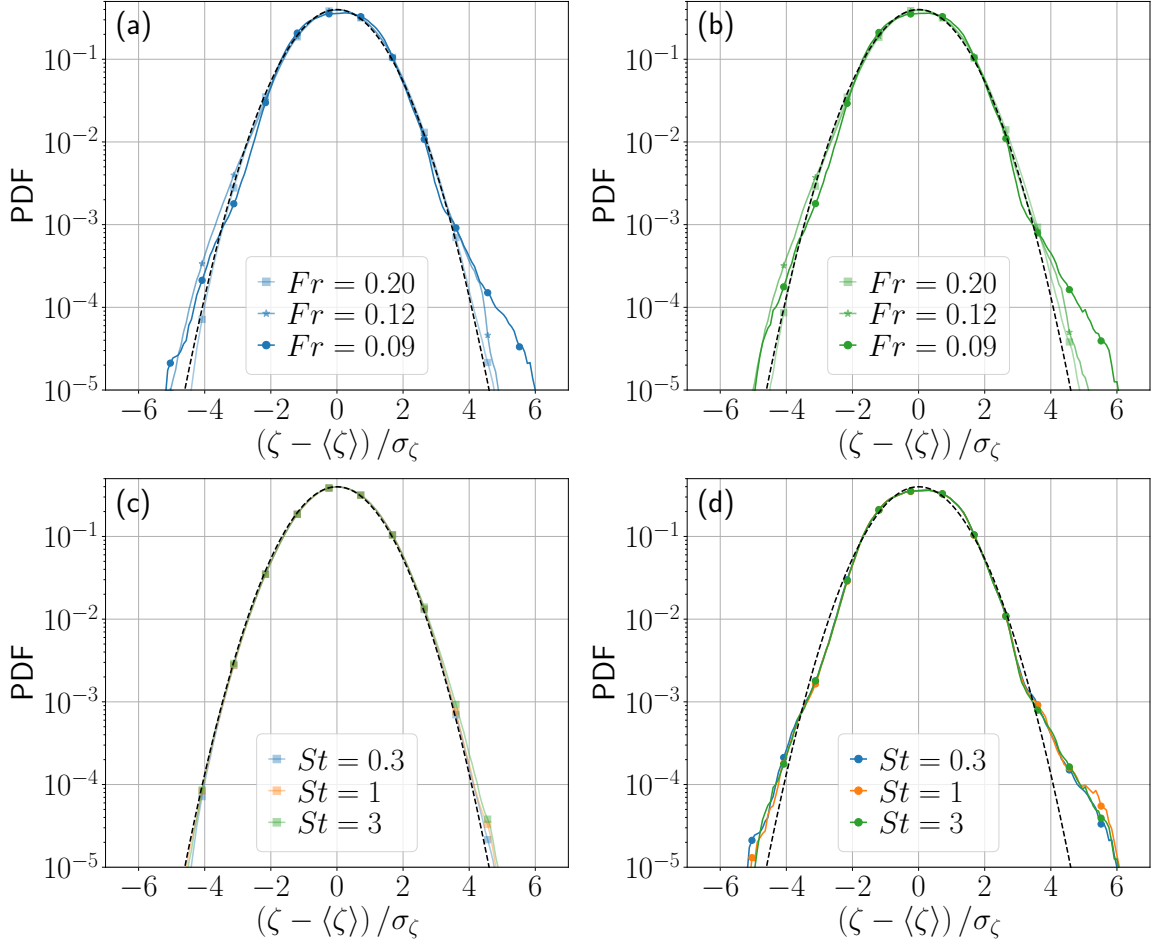 (a)
PDF
10^{-1}
10^{-2}
10^{-3}
10^{-4}
10^{-5}
Fr = 0.20
Fr = 0.12
Fr = 0.09
−6 −4 −2 0 2 4 6
(ζ − ⟨ζ⟩) /σ_ζ
(b)
PDF
10^{-1}
10^{-2}
10^{-3}
10^{-4}
10^{-5}
Fr = 0.20
Fr = 0.12
Fr = 0.09
−6 −4 −2 0 2 4 6
(ζ − ⟨ζ⟩) /σ_ζ
(c)
PDF
10^{-1}
10^{-2}
10^{-3}
10^{-4}
10^{-5}
St = 0.3
St = 1
St = 3
−6 −4 −2 0 2 4 6
(ζ − ⟨ζ⟩) /σ_ζ
(d)
PDF
10^{-1}
10^{-2}
10^{-3}
10^{-4}
10^{-5}
St = 0.3
St = 1
St = 3
−6 −4 −2 0 2 4 6
(ζ − ⟨ζ⟩) /σ_ζ